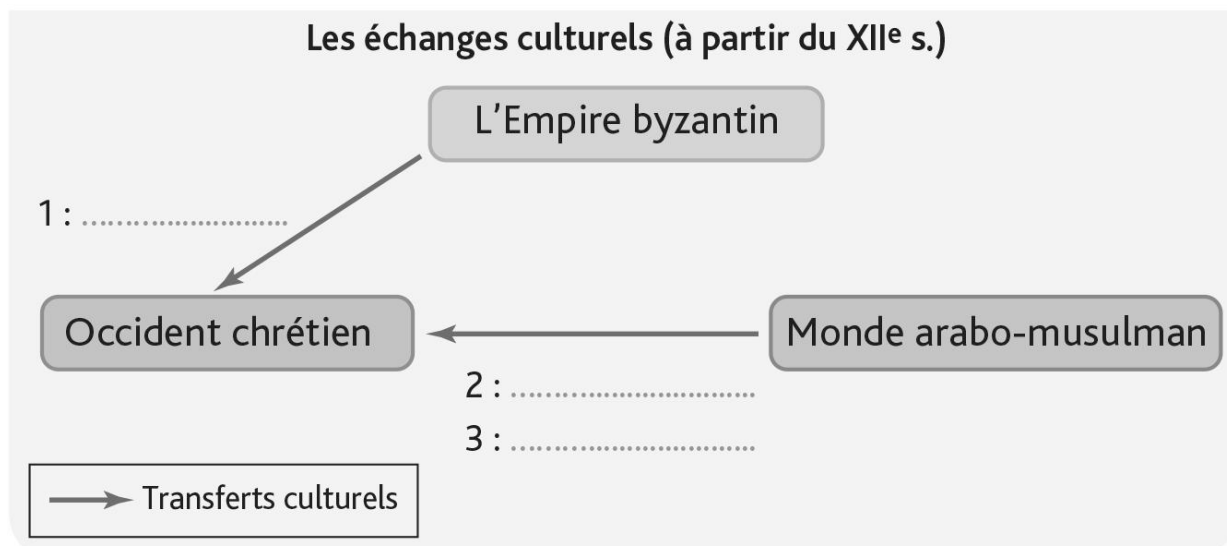 Les échanges culturels (à partir du XIIe s.)
L'Empire byzantin
1 : ..............................
Occident chrétien
Monde arabo-musulman
2 : ..............................
3 : ..............................
Transferts culturels